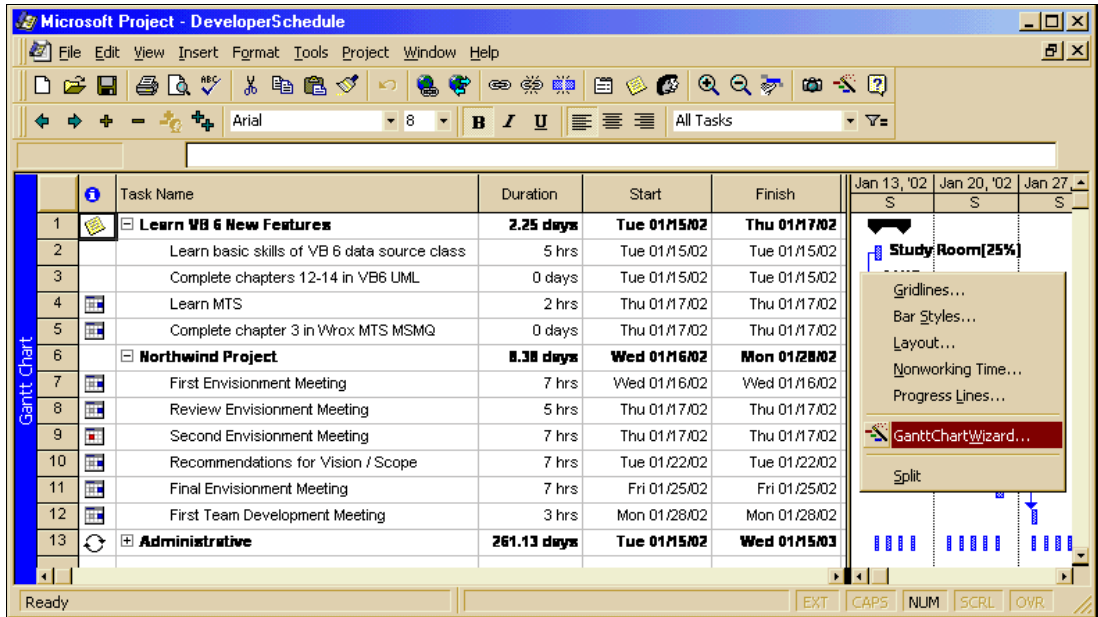 Microsoft Project - DeveloperSchedule
File Edit View Insert Format Tools Project Window Help
Arial 8 B I U All Tasks
Task Name Duration Start Finish Jan 13, '02 Jan 20, '02 Jan 27,
S S S
1 Learn VB 6 New Features 2.25 days Tue 01/15/02 Thu 01/17/02
2 Learn basic skills of VB 6 data source class 5 hrs Tue 01/15/02 Tue 01/15/02 Study Room[25%]
3 Complete chapters 12-14 in VB6 UML 0 days Tue 01/15/02 Tue 01/15/02
4 Learn MTS 2 hrs Thu 01/17/02 Thu 01/17/02
5 Complete chapter 3 in Wrox MTS MSMQ 0 days Thu 01/17/02 Thu 01/17/02
6 Northwind Project 8.38 days Wed 01/16/02 Mon 01/28/02
7 First Envisionment Meeting 7 hrs Wed 01/16/02 Wed 01/16/02
8 Review Envisionment Meeting 5 hrs Thu 01/17/02 Thu 01/17/02
9 Second Envisionment Meeting 7 hrs Thu 01/17/02 Thu 01/17/02
10 Recommendations for Vision / Scope 7 hrs Tue 01/22/02 Tue 01/22/02
11 Final Envisionment Meeting 7 hrs Fri 01/25/02 Fri 01/25/02
12 First Team Development Meeting 3 hrs Mon 01/28/02 Mon 01/28/02
13 Administrative 261.13 days Tue 01/15/02 Wed 01/15/03
Gantt Chart
Gridlines...
Bar Styles...
Layout...
Nonworking Time...
Progress Lines...
GanttChartWizard...
Split
Ready EXT CAPS NUM SCRL OVR